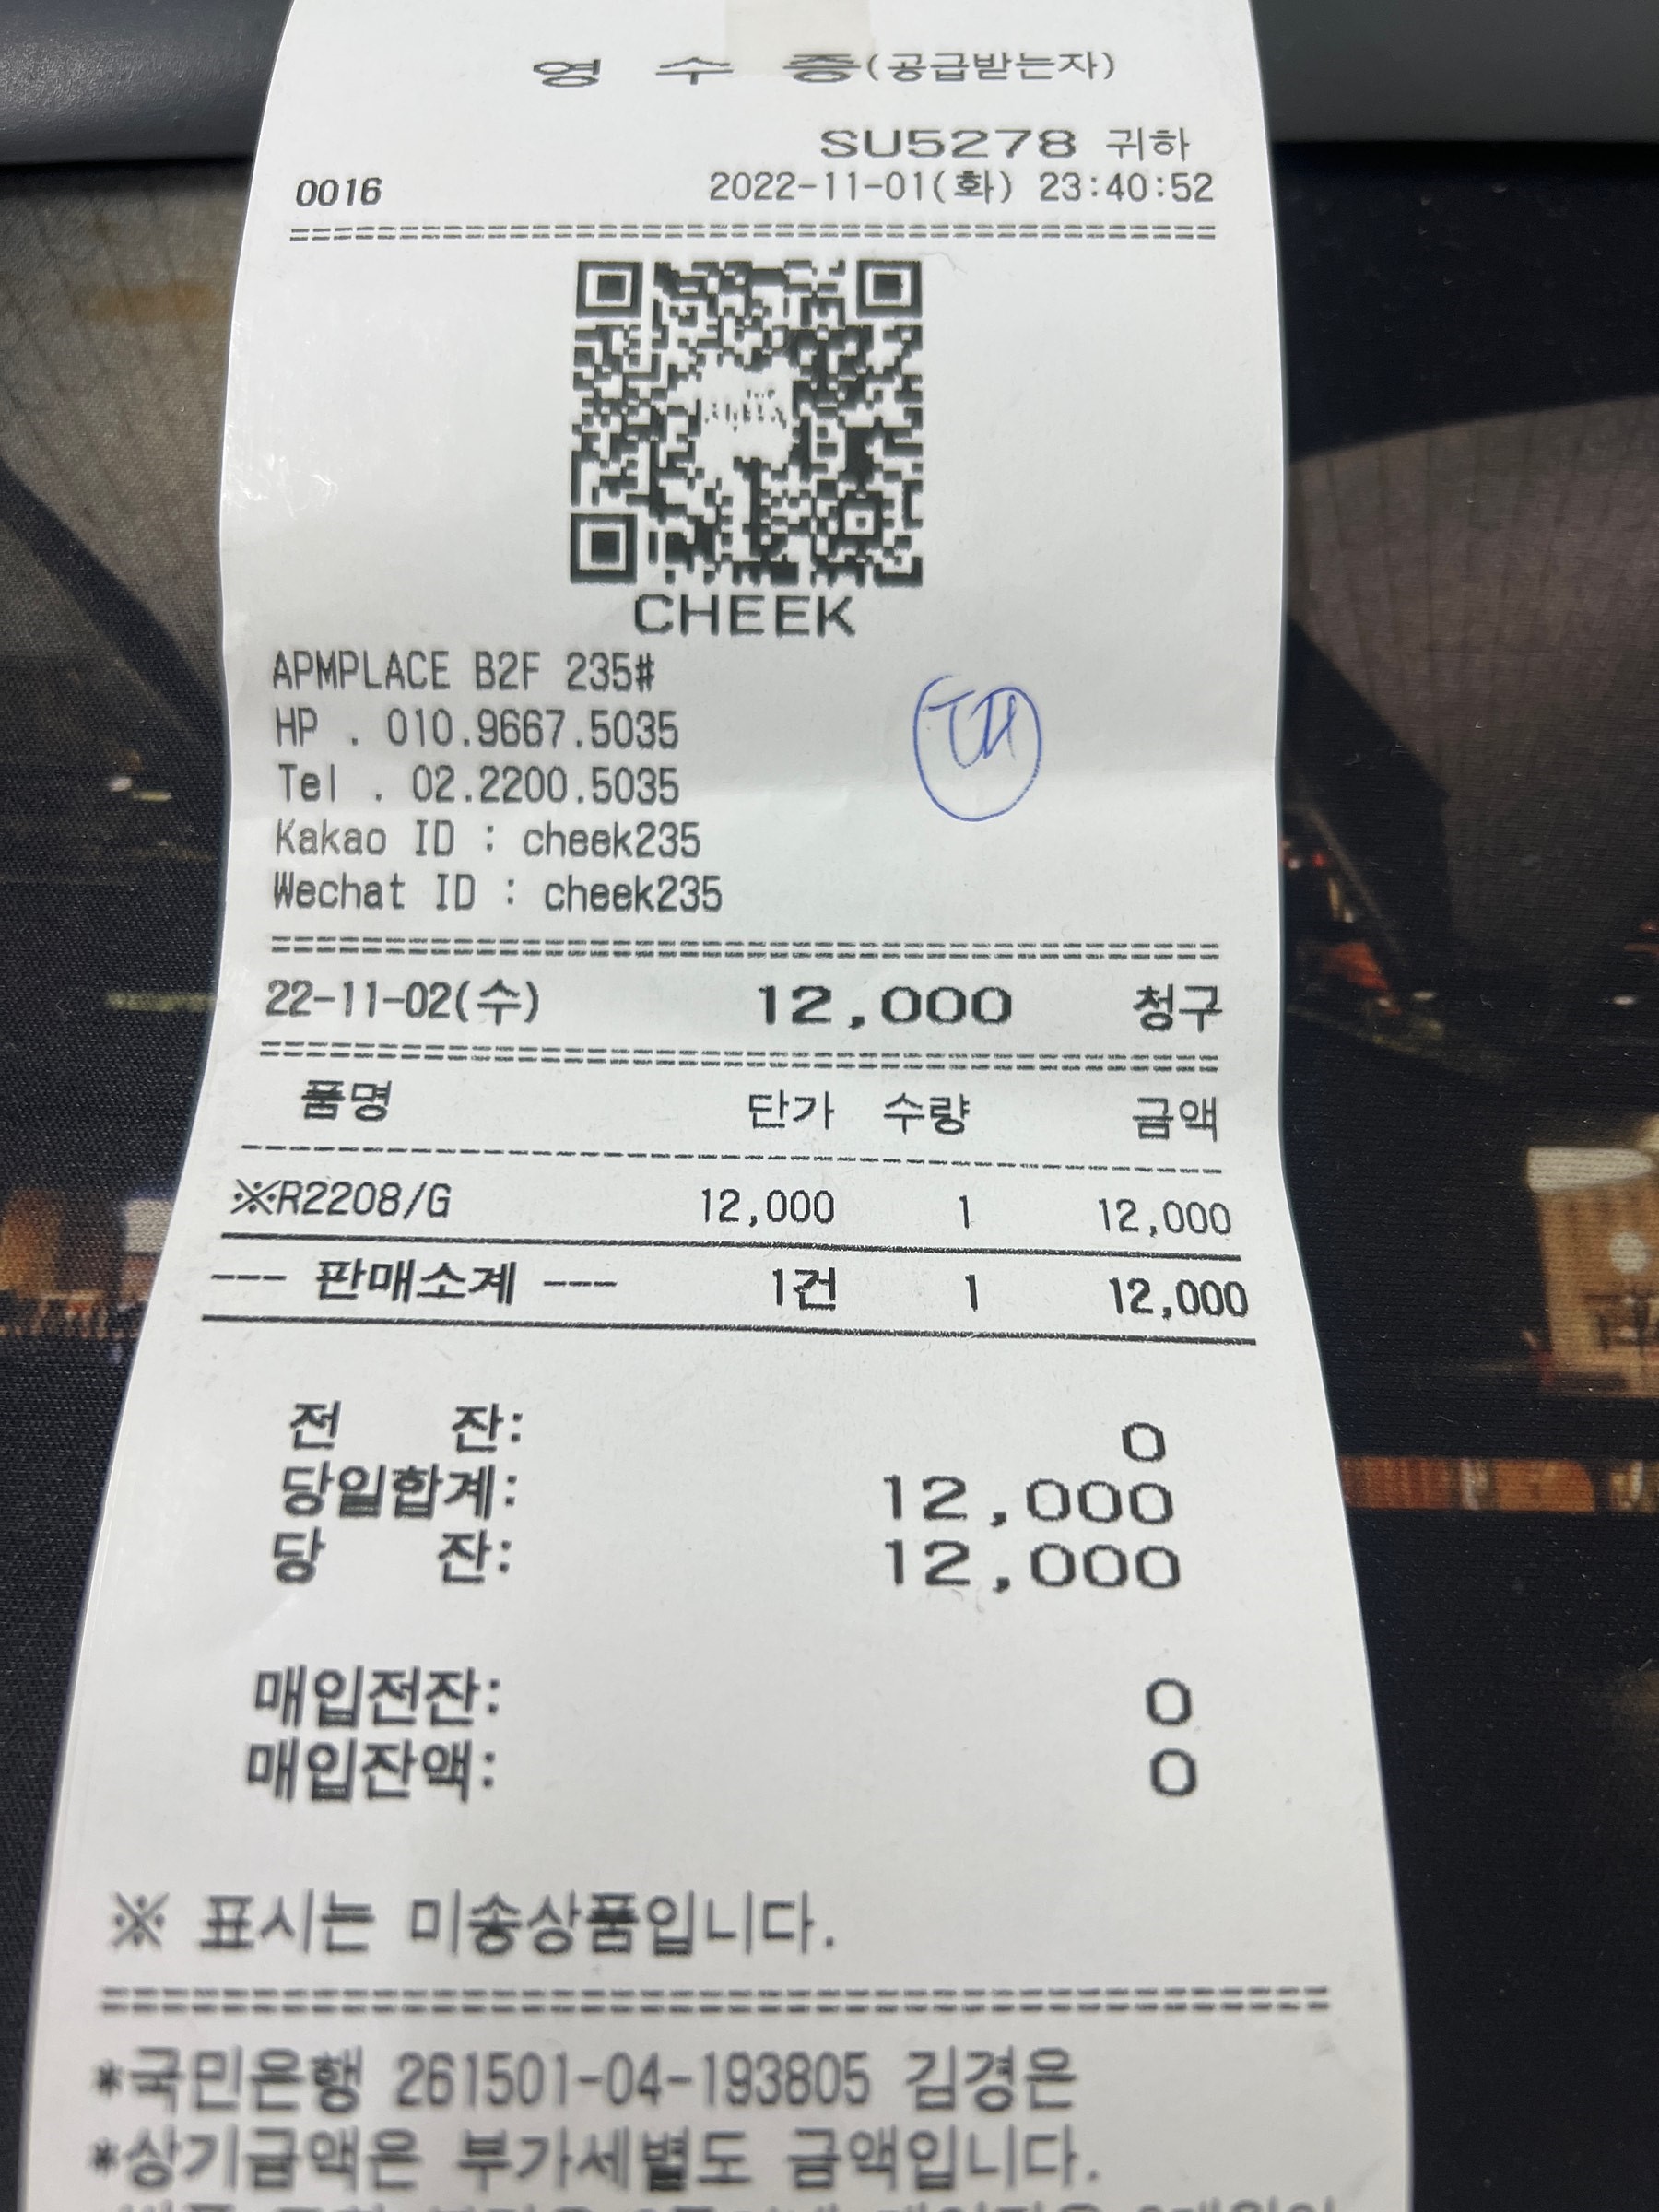 영 수 증(공급받는자)
SU5278 귀하
0016 2022-11-01(화) 23:40:52
CHEEK
APMPLACE B2F 235#
HP . 010.9667.5035
Tel . 02.2200.5035
Kakao ID : cheek235
Wechat ID : cheek235
22-11-02(수) 12,000 청구
품명 단가 수량 금액
※R2208/G 12,000 1 12,000
--- 판매소계 --- 1건 1 12,000
전 잔: 0
당일합계: 12,000
당 잔: 12,000
매입전잔: 0
매입잔액: 0
※ 표시는 미송상품입니다.
*국민은행 261501-04-193805 김경은
*상기금액은 부가세별도 금액입니다.